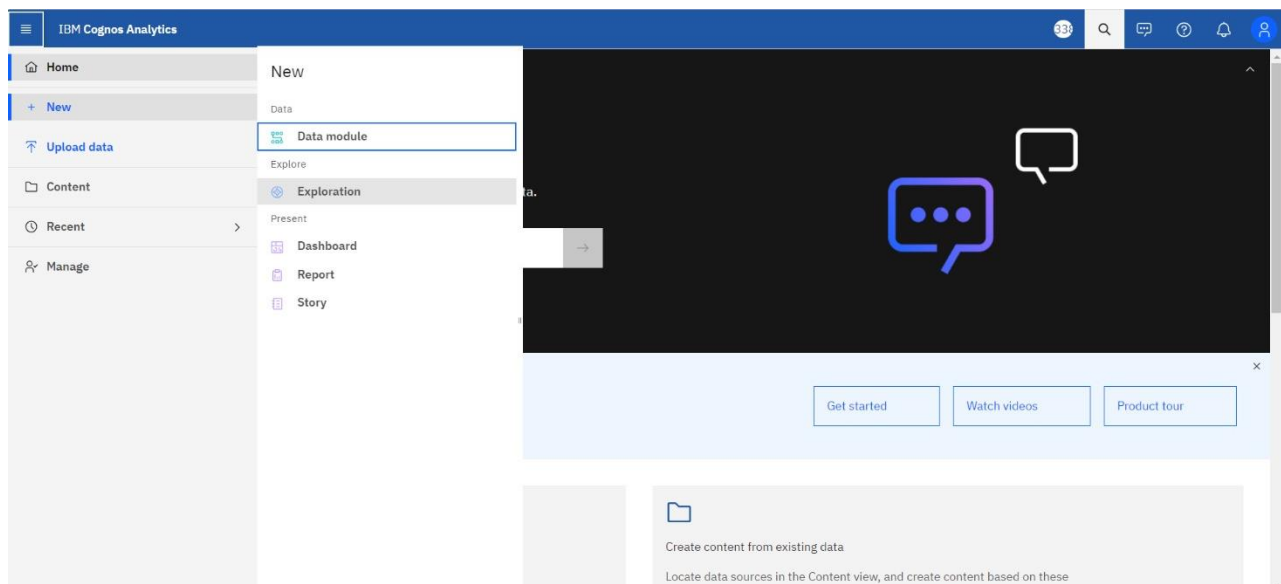 IBM Cognos Analytics
Home
+ New
Upload data
Content
Recent
Manage
New
Data
Data module
Explore
Exploration
Present
Dashboard
Report
Story
ta.
Get started
Watch videos
Product tour
Create content from existing data
Locate data sources in the Content view, and create content based on these